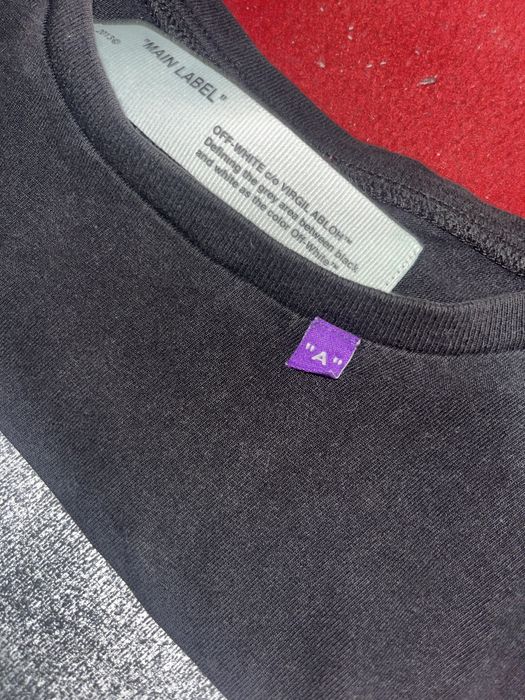 2013©
"MAIN LABEL"
OFF-WHITE c/o VIRGIL ABLOH™
Defining the grey area between black
and white as the color Off-White™
"A"